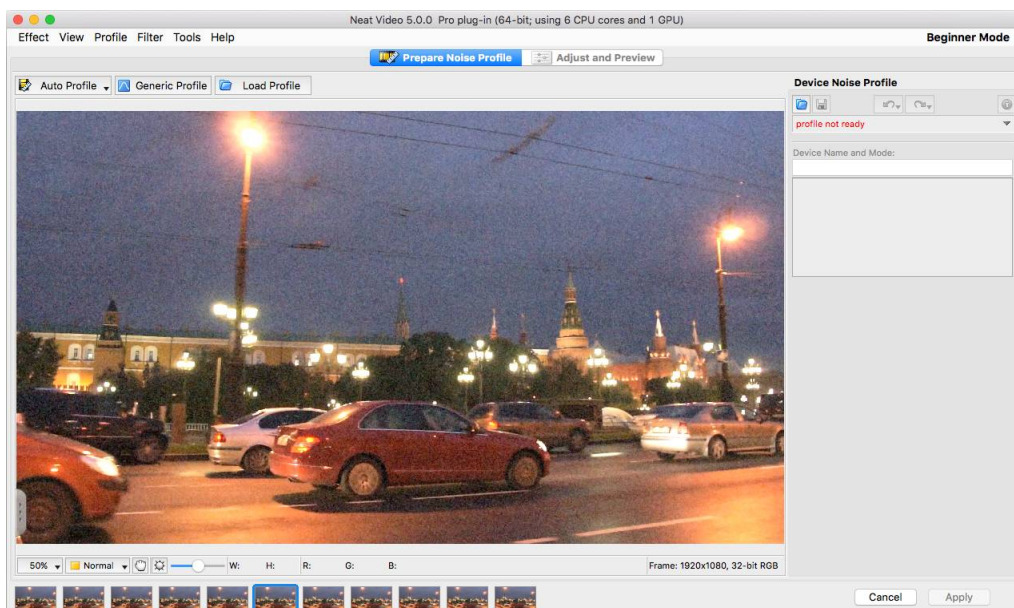 Neat Video 5.0.0 Pro plug-in (64-bit; using 6 CPU cores and 1 GPU)
Effect View Profile Filter Tools Help Beginner Mode
Prepare Noise Profile Adjust and Preview
Auto Profile Generic Profile Load Profile
Device Noise Profile
profile not ready
Device Name and Mode:
50% Normal W: H: R: G: B: Frame: 1920x1080, 32-bit RGB
Cancel Apply